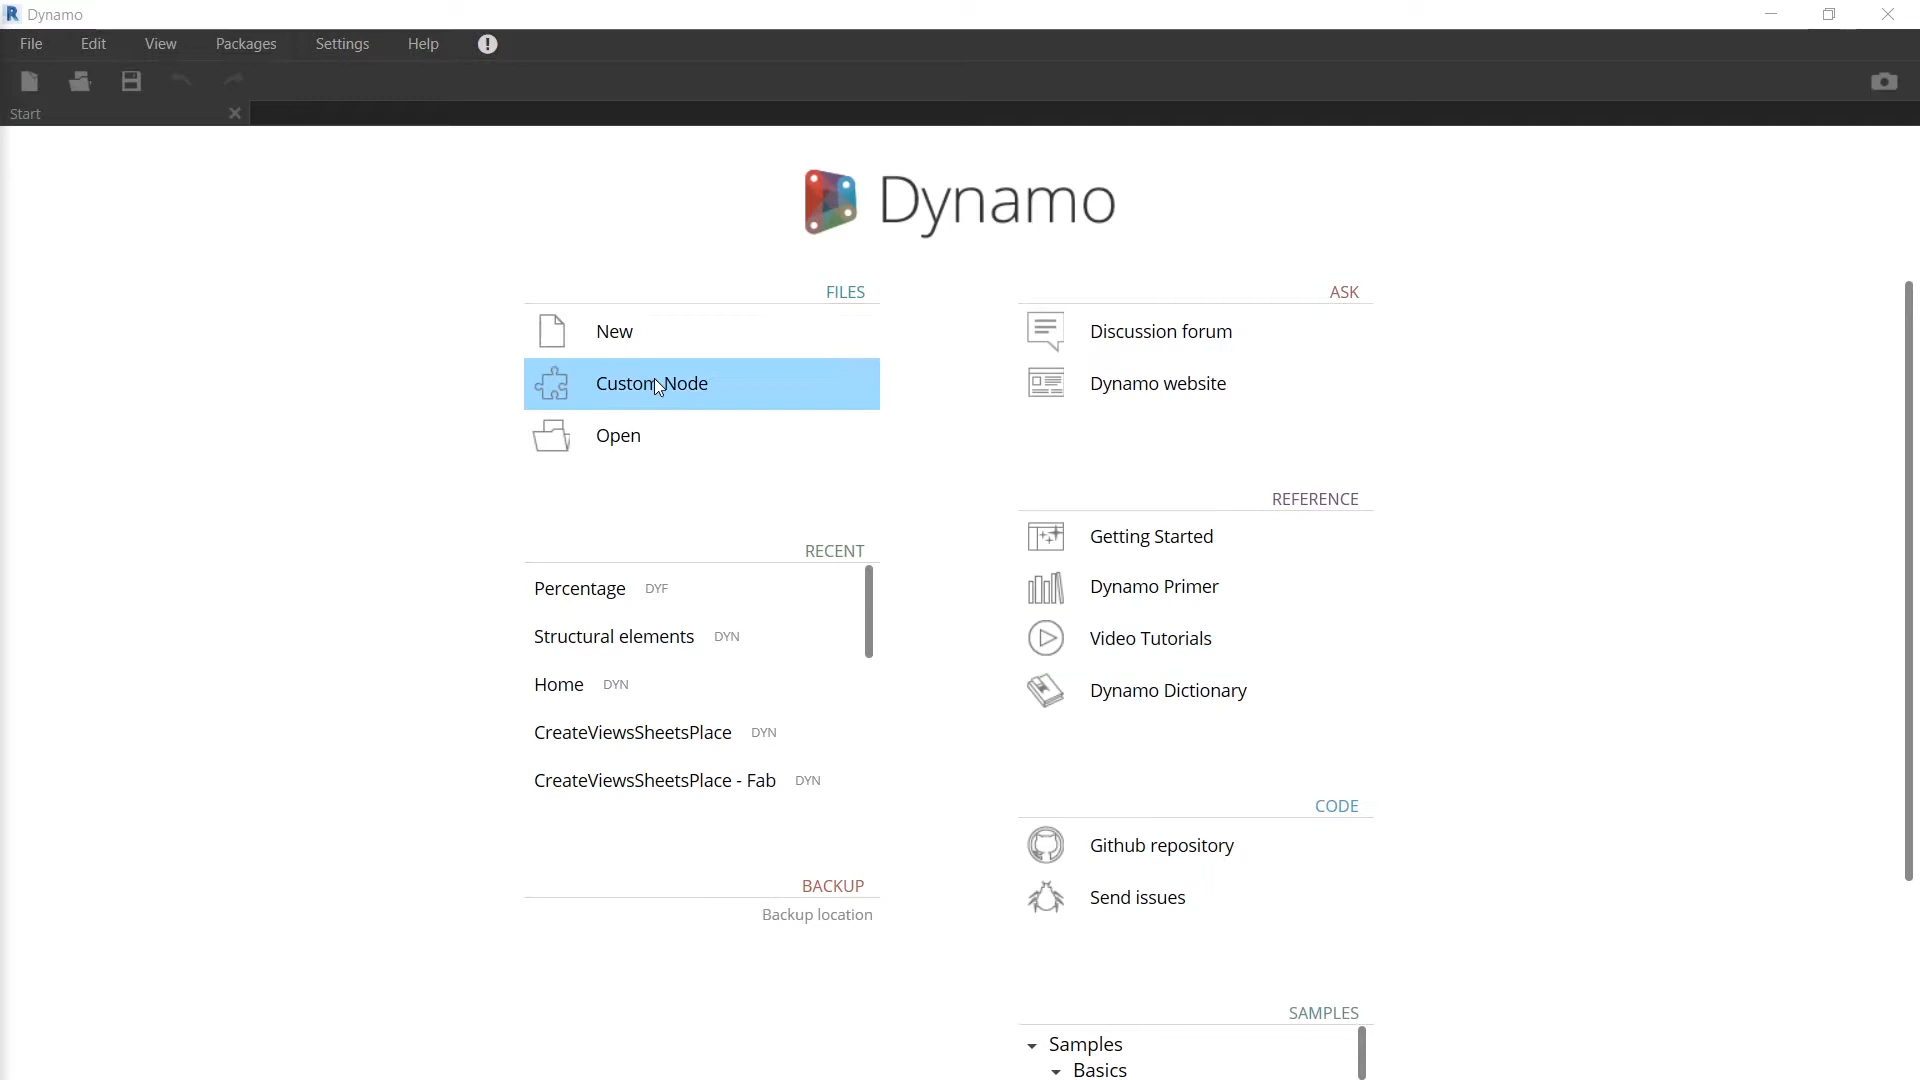 R Dynamo
File Edit View Packages Settings Help !
Start
Dynamo
FILES
New
Custom Node
Open
RECENT
Percentage DYF
Structural elements DYN
Home DYN
CreateViewsSheetsPlace DYN
CreateViewsSheetsPlace - Fab DYN
BACKUP
Backup location
ASK
Discussion forum
Dynamo website
REFERENCE
Getting Started
Dynamo Primer
Video Tutorials
Dynamo Dictionary
CODE
Github repository
Send issues
SAMPLES
Samples
Basics